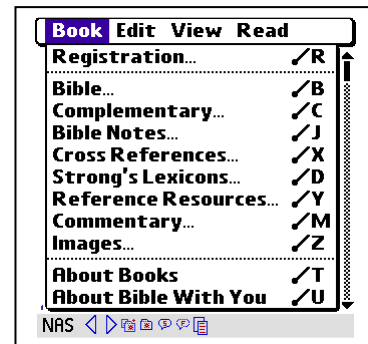 Book Edit View Read
Registration... /R
Bible... /B
Complementary... /C
Bible Notes... /J
Cross References... /X
Strong's Lexicons... /D
Reference Resources... /Y
Commentary... /M
Images... /Z
About Books /T
About Bible With You /U
NAS